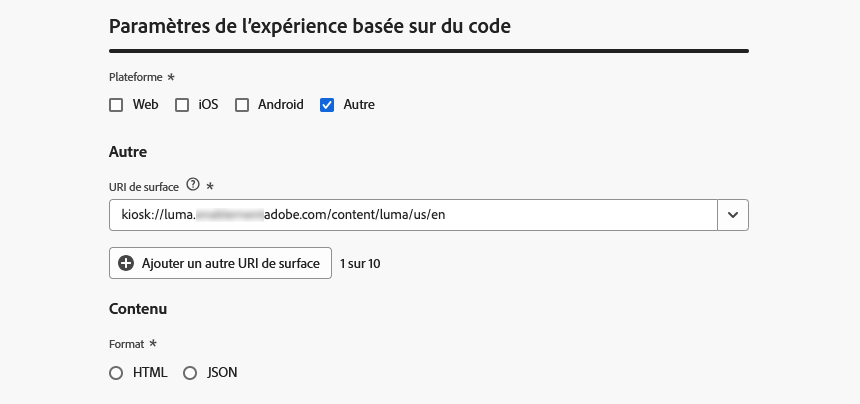 Paramètres de l’expérience basée sur du code
Plateforme *
Web iOS Android Autre
Autre
URI de surface ? *
kiosk://luma. adobe.com/content/luma/us/en
Ajouter un autre URI de surface 1 sur 10
Contenu
Format *
HTML JSON